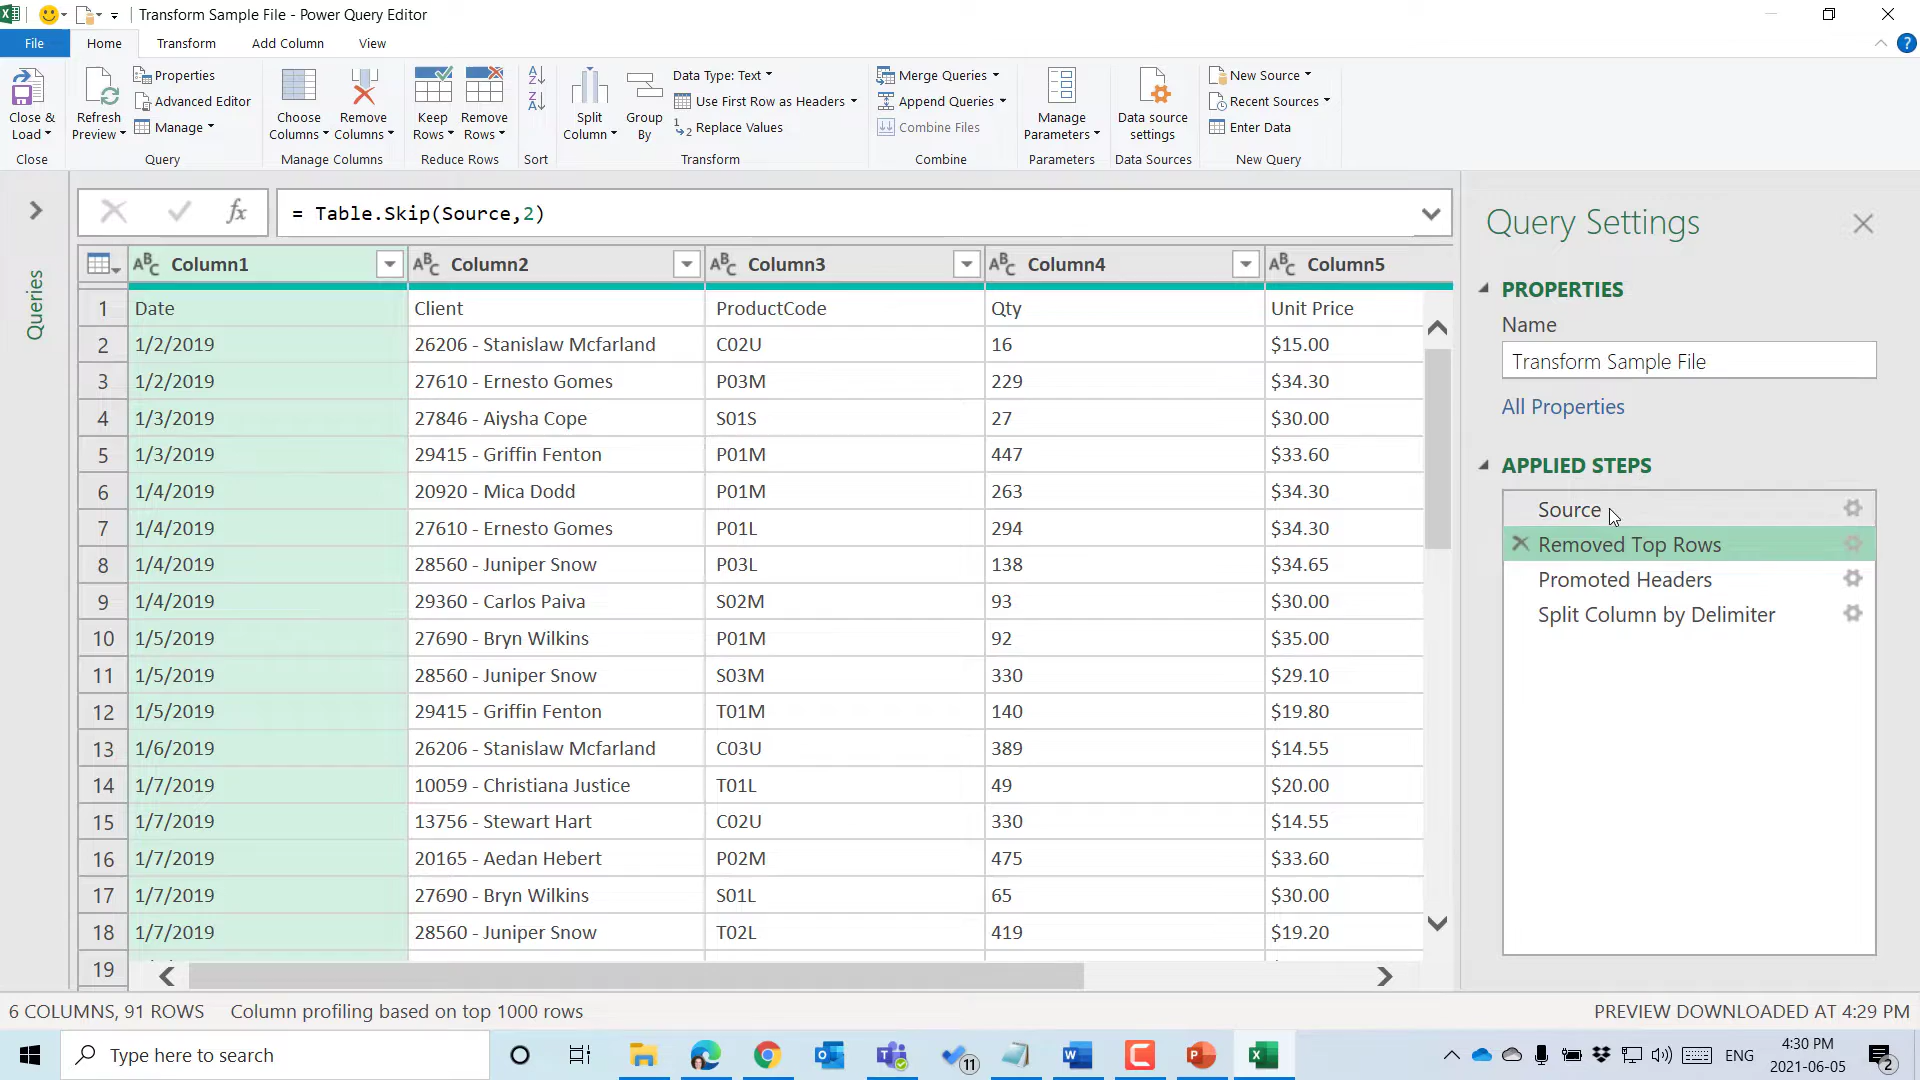 Transform Sample File - Power Query Editor
File Home Transform Add Column View
Close & Load
Close
Refresh Preview
Properties
Advanced Editor
Manage
Query
Choose Columns
Remove Columns
Manage Columns
Keep Rows
Remove Rows
Reduce Rows
Sort
Split Column
Group By
Data Type: Text
Use First Row as Headers
Replace Values
Transform
Merge Queries
Append Queries
Combine Files
Combine
Manage Parameters
Parameters
Data source settings
Data Sources
New Source
Recent Sources
Enter Data
New Query
fx = Table.Skip(Source,2)
Queries
Column1 Column2 Column3 Column4 Column5
1 Date Client ProductCode Qty Unit Price
2 1/2/2019 26206 - Stanislaw Mcfarland C02U 16 $15.00
3 1/2/2019 27610 - Ernesto Gomes P03M 229 $34.30
4 1/3/2019 27846 - Aiysha Cope S01S 27 $30.00
5 1/3/2019 29415 - Griffin Fenton P01M 447 $33.60
6 1/4/2019 20920 - Mica Dodd P01M 263 $34.30
7 1/4/2019 27610 - Ernesto Gomes P01L 294 $34.30
8 1/4/2019 28560 - Juniper Snow P03L 138 $34.65
9 1/4/2019 29360 - Carlos Paiva S02M 93 $30.00
10 1/5/2019 27690 - Bryn Wilkins P01M 92 $35.00
11 1/5/2019 28560 - Juniper Snow S03M 330 $29.10
12 1/5/2019 29415 - Griffin Fenton T01M 140 $19.80
13 1/6/2019 26206 - Stanislaw Mcfarland C03U 389 $14.55
14 1/7/2019 10059 - Christiana Justice T01L 49 $20.00
15 1/7/2019 13756 - Stewart Hart C02U 330 $14.55
16 1/7/2019 20165 - Aedan Hebert P02M 475 $33.60
17 1/7/2019 27690 - Bryn Wilkins S01L 65 $30.00
18 1/7/2019 28560 - Juniper Snow T02L 419 $19.20
19
Query Settings
PROPERTIES
Name
Transform Sample File
All Properties
APPLIED STEPS
Source
Removed Top Rows
Promoted Headers
Split Column by Delimiter
6 COLUMNS, 91 ROWS Column profiling based on top 1000 rows PREVIEW DOWNLOADED AT 4:29 PM
Type here to search
11
ENG
4:30 PM
2021-06-05
2